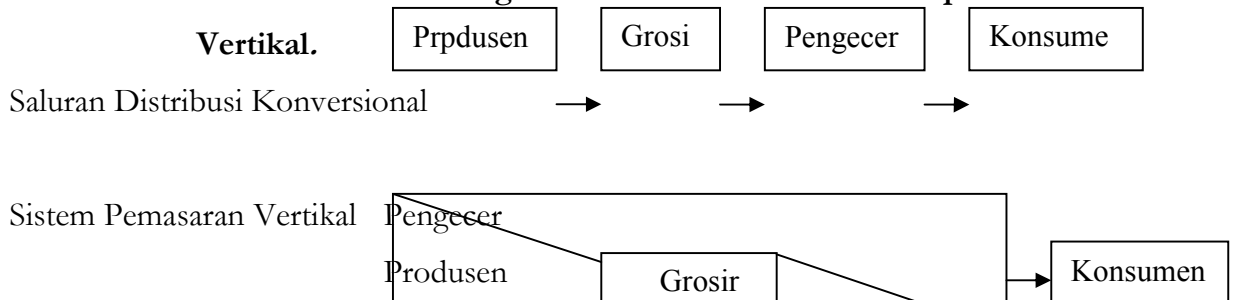 Vertikal.
Prpdusen
Grosi
Pengecer
Konsume
Saluran Distribusi Konversional
Sistem Pemasaran Vertikal
Pengecer
Produsen
Grosir
Konsumen